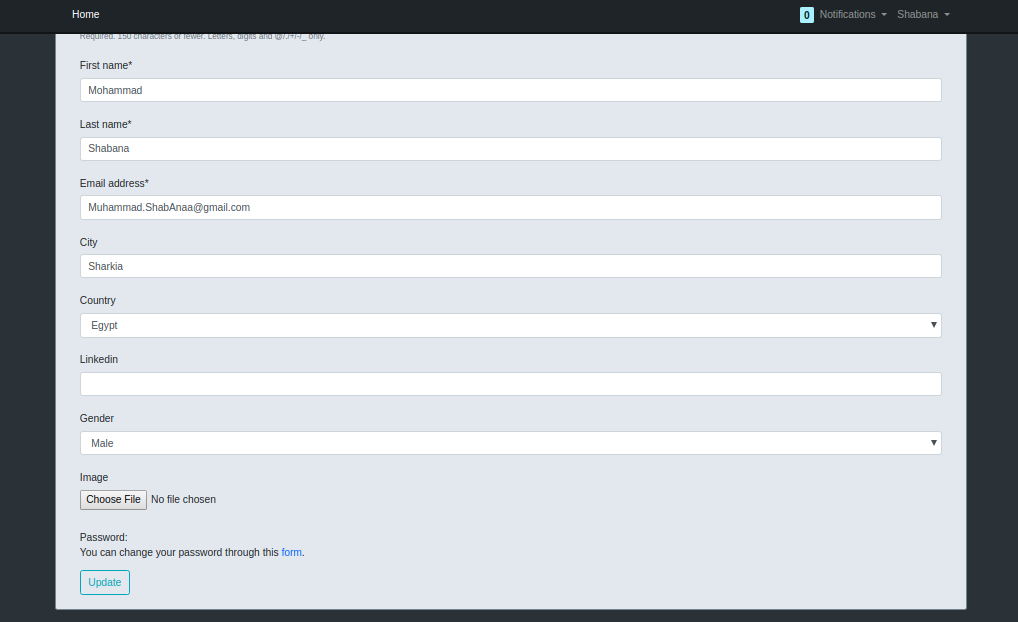 Home
0 Notifications Shabana
Required. 150 characters or fewer. Letters, digits and @/./+/-/_ only.
First name*
Mohammad
Last name*
Shabana
Email address*
Muhammad.ShabAnaa@gmail.com
City
Sharkia
Country
Egypt
Linkedin
Gender
Male
Image
Choose File No file chosen
Password:
You can change your password through this form.
Update